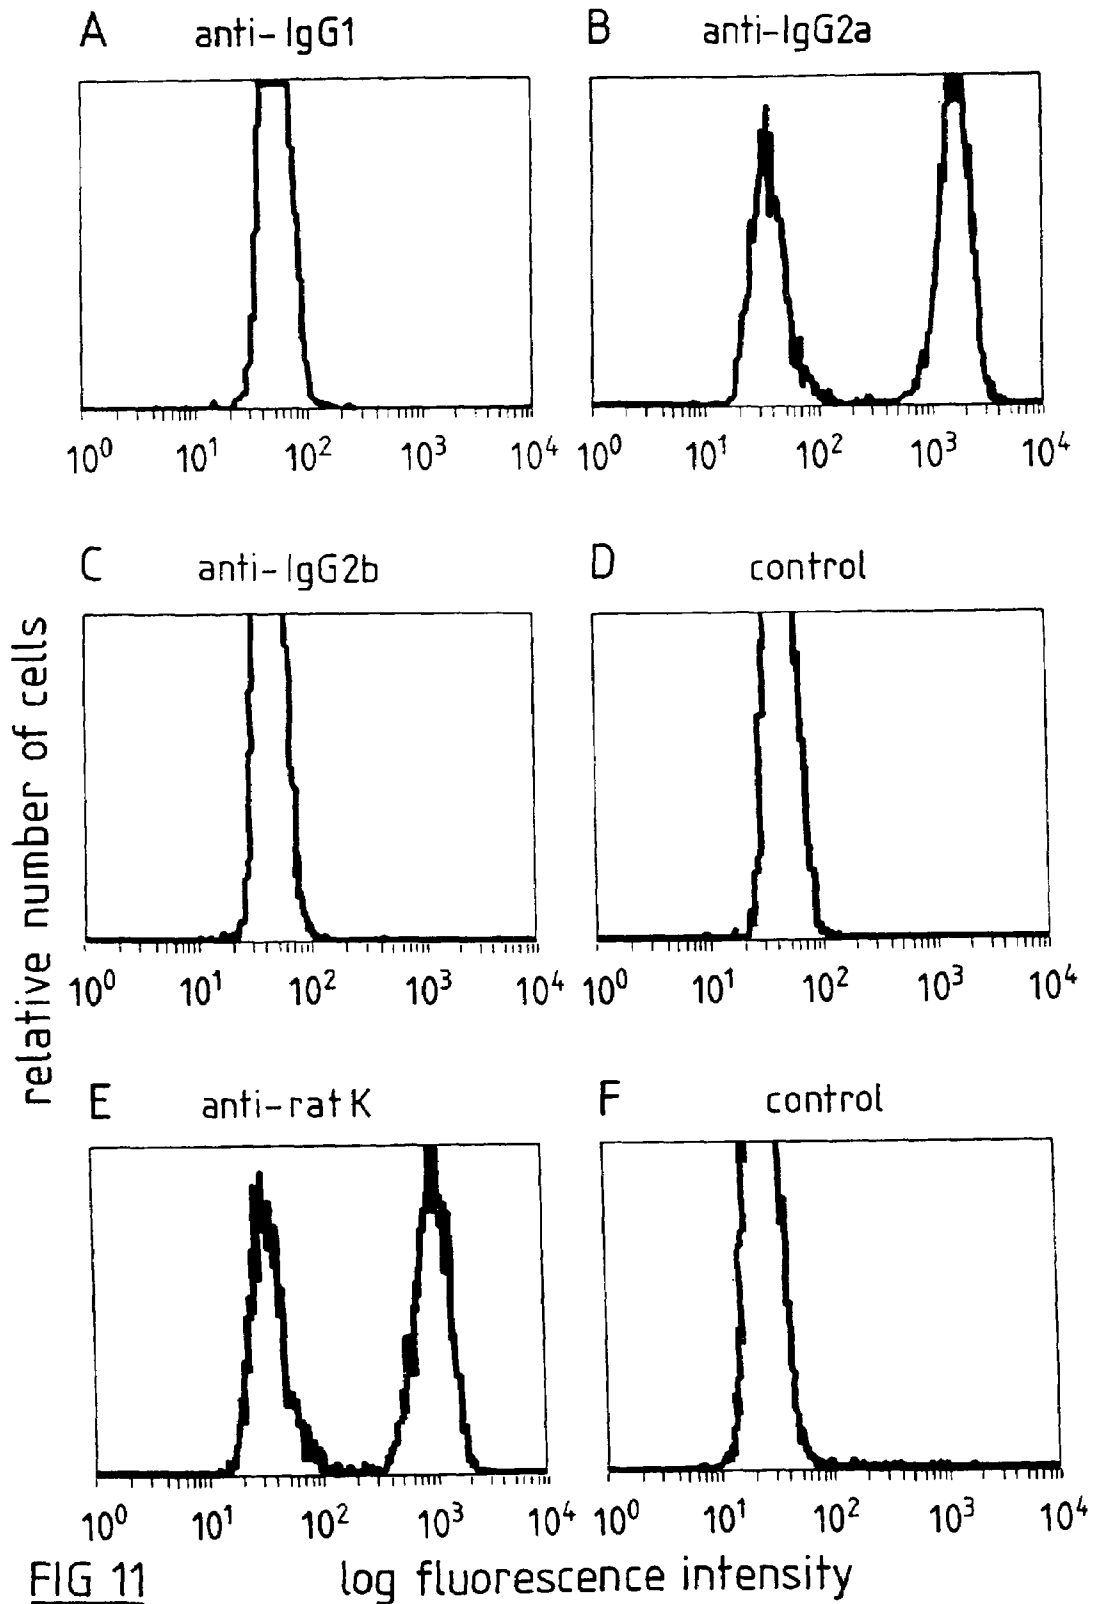 A anti-IgG1
B anti-IgG2a
10⁰ 10¹ 10² 10³ 10⁴
10⁰ 10¹ 10² 10³ 10⁴
C anti-IgG2b
D control
10⁰ 10¹ 10² 10³ 10⁴
10⁰ 10¹ 10² 10³ 10⁴
relative number of cells
E anti-rat K
F control
10⁰ 10¹ 10² 10³ 10⁴
10⁰ 10¹ 10² 10³ 10⁴
FIG 11
log fluorescence intensity